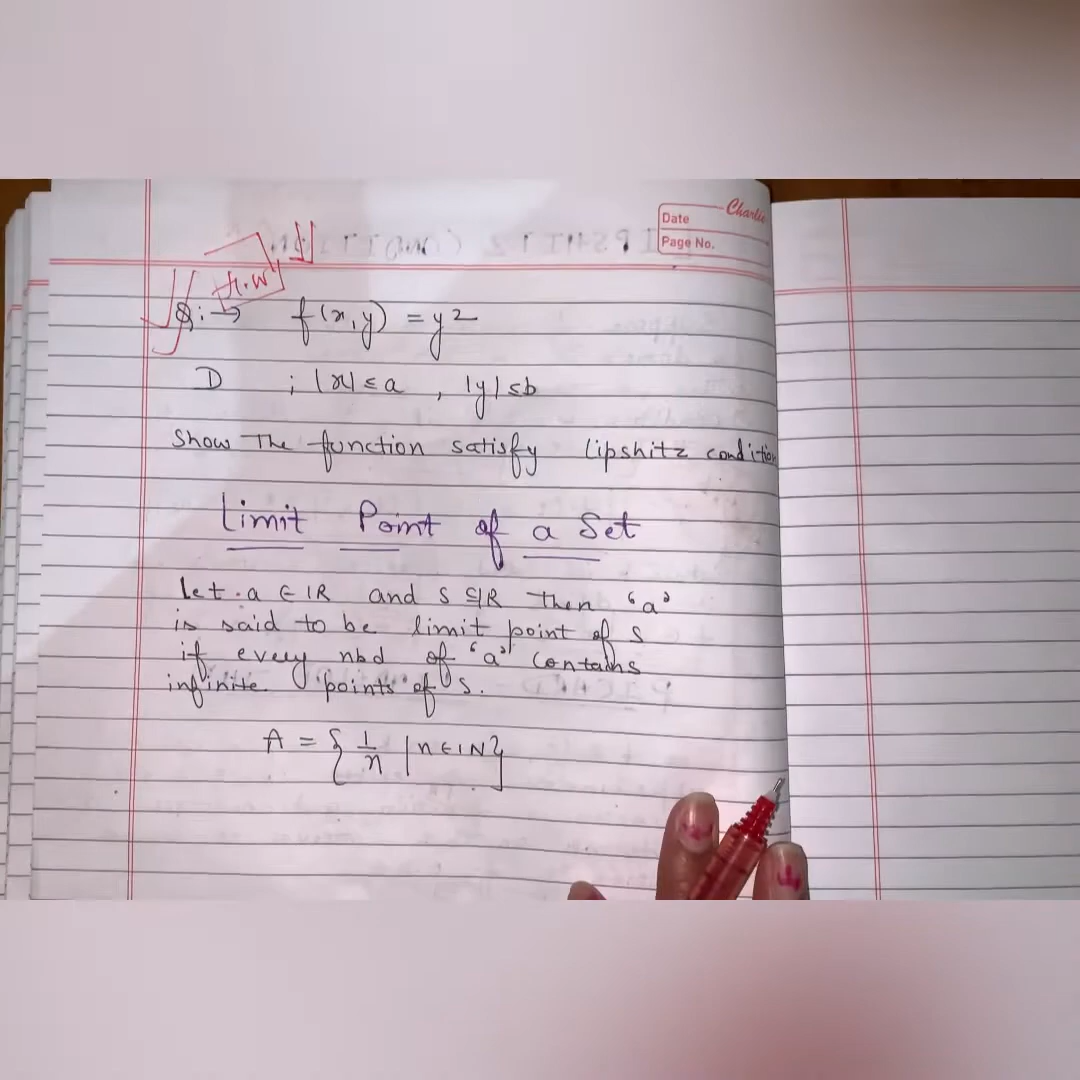 Charlie
Date
Page No.
H.W
Q:→ f(x,y) = y²
D ; |x| ≤ a , |y| ≤ b
Show The function satisfy Lipshitz condition
Limit Point of a Set
Let . a ∈ IR and S ⊆ IR Then 'a'
is said to be limit point of S
if every nbd of 'a' contains
infinite points of S.
A = {1/n | n ∈ IN}